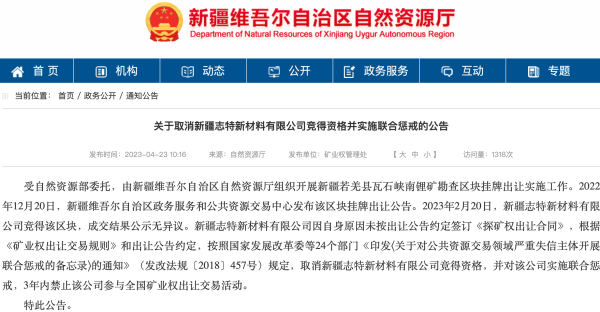 新疆维吾尔自治区自然资源厅
Department of Natural Resources of Xinjiang Uygur Autonomous Region
首 页 机构 动态 公开 政务服务 互动 专题
当前位置： 首页 / 政务公开 / 通知公告
关于取消新疆志特新材料有限公司竞得资格并实施联合惩戒的公告
发布时间：2023-04-23 10:16 来源：自然资源厅 发布单位：矿业权管理处 【 大 中 小 】 访问量：1318次
受自然资源部委托，由新疆维吾尔自治区自然资源厅组织开展新疆若羌县瓦石峡南锂矿勘查区块挂牌出让实施工作。2022
年12月20日，新疆维吾尔自治区政务服务和公共资源交易中心发布该区块挂牌出让公告。2023年2月20日，新疆志特新材料有限公
司竞得该区块，成交结果公示无异议。新疆志特新材料有限公司因自身原因未按出让公告约定签订《探矿权出让合同》，根据
《矿业权出让交易规则》和出让公告约定，按照国家发展改革委等24个部门《印发(关于对公共资源交易领域严重失信主体开展
联合惩戒的备忘录)的通知》（发改法规〔2018〕457号）规定，取消新疆志特新材料有限公司竞得资格，并对该公司实施联合惩
戒，3年内禁止该公司参与全国矿业权出让交易活动。
特此公告。